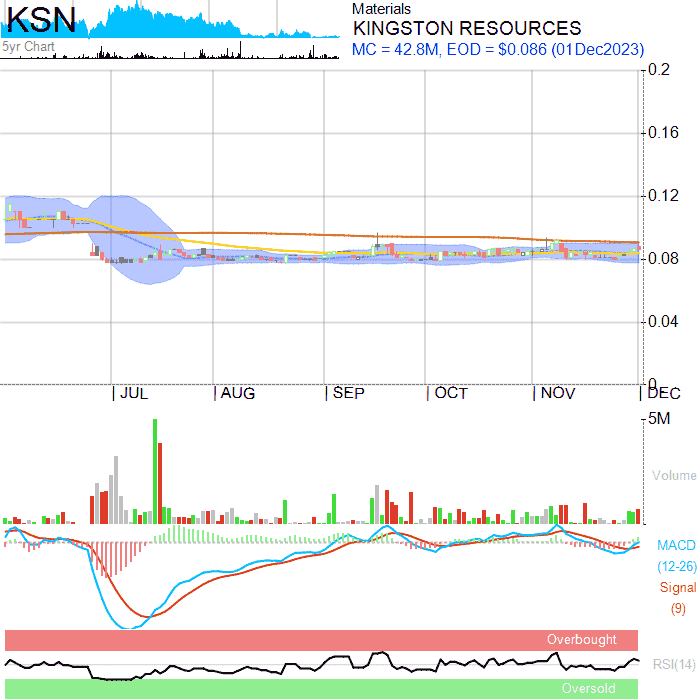 KSN
5yr Chart
Materials
KINGSTON RESOURCES
MC = 42.8M, EOD = $0.086 (01Dec2023)
0.2
0.16
0.12
0.08
0.04
0
JUL AUG SEP OCT NOV DEC
5M
Volume
MACD
(12-26)
Signal
(9)
Overbought
RSI(14)
Oversold